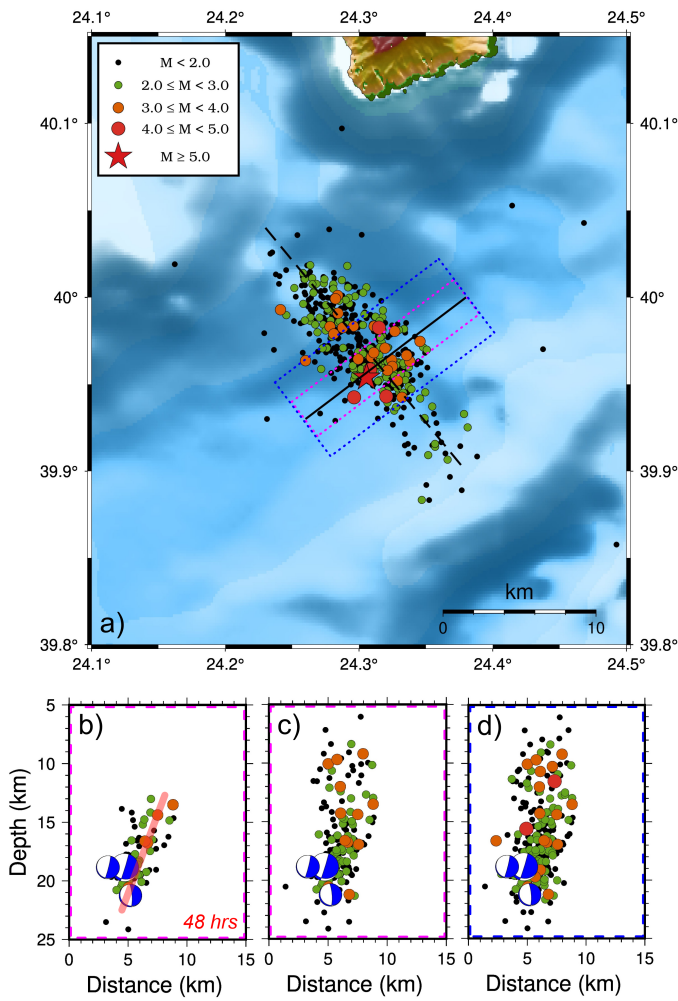 24.1° 24.2° 24.3° 24.4° 24.5°
M < 2.0
2.0 ≤ M < 3.0
3.0 ≤ M < 4.0
4.0 ≤ M < 5.0
M ≥ 5.0
40.1° 40.1°
40° 40°
39.9° 39.9°
km
0 10
a)
39.8° 39.8°
24.1° 24.2° 24.3° 24.4° 24.5°
b) c) d)
5
10
15
20
25
Depth (km)
48 hrs
0 5 10 15 0 5 10 15 0 5 10 15
Distance (km) Distance (km) Distance (km)